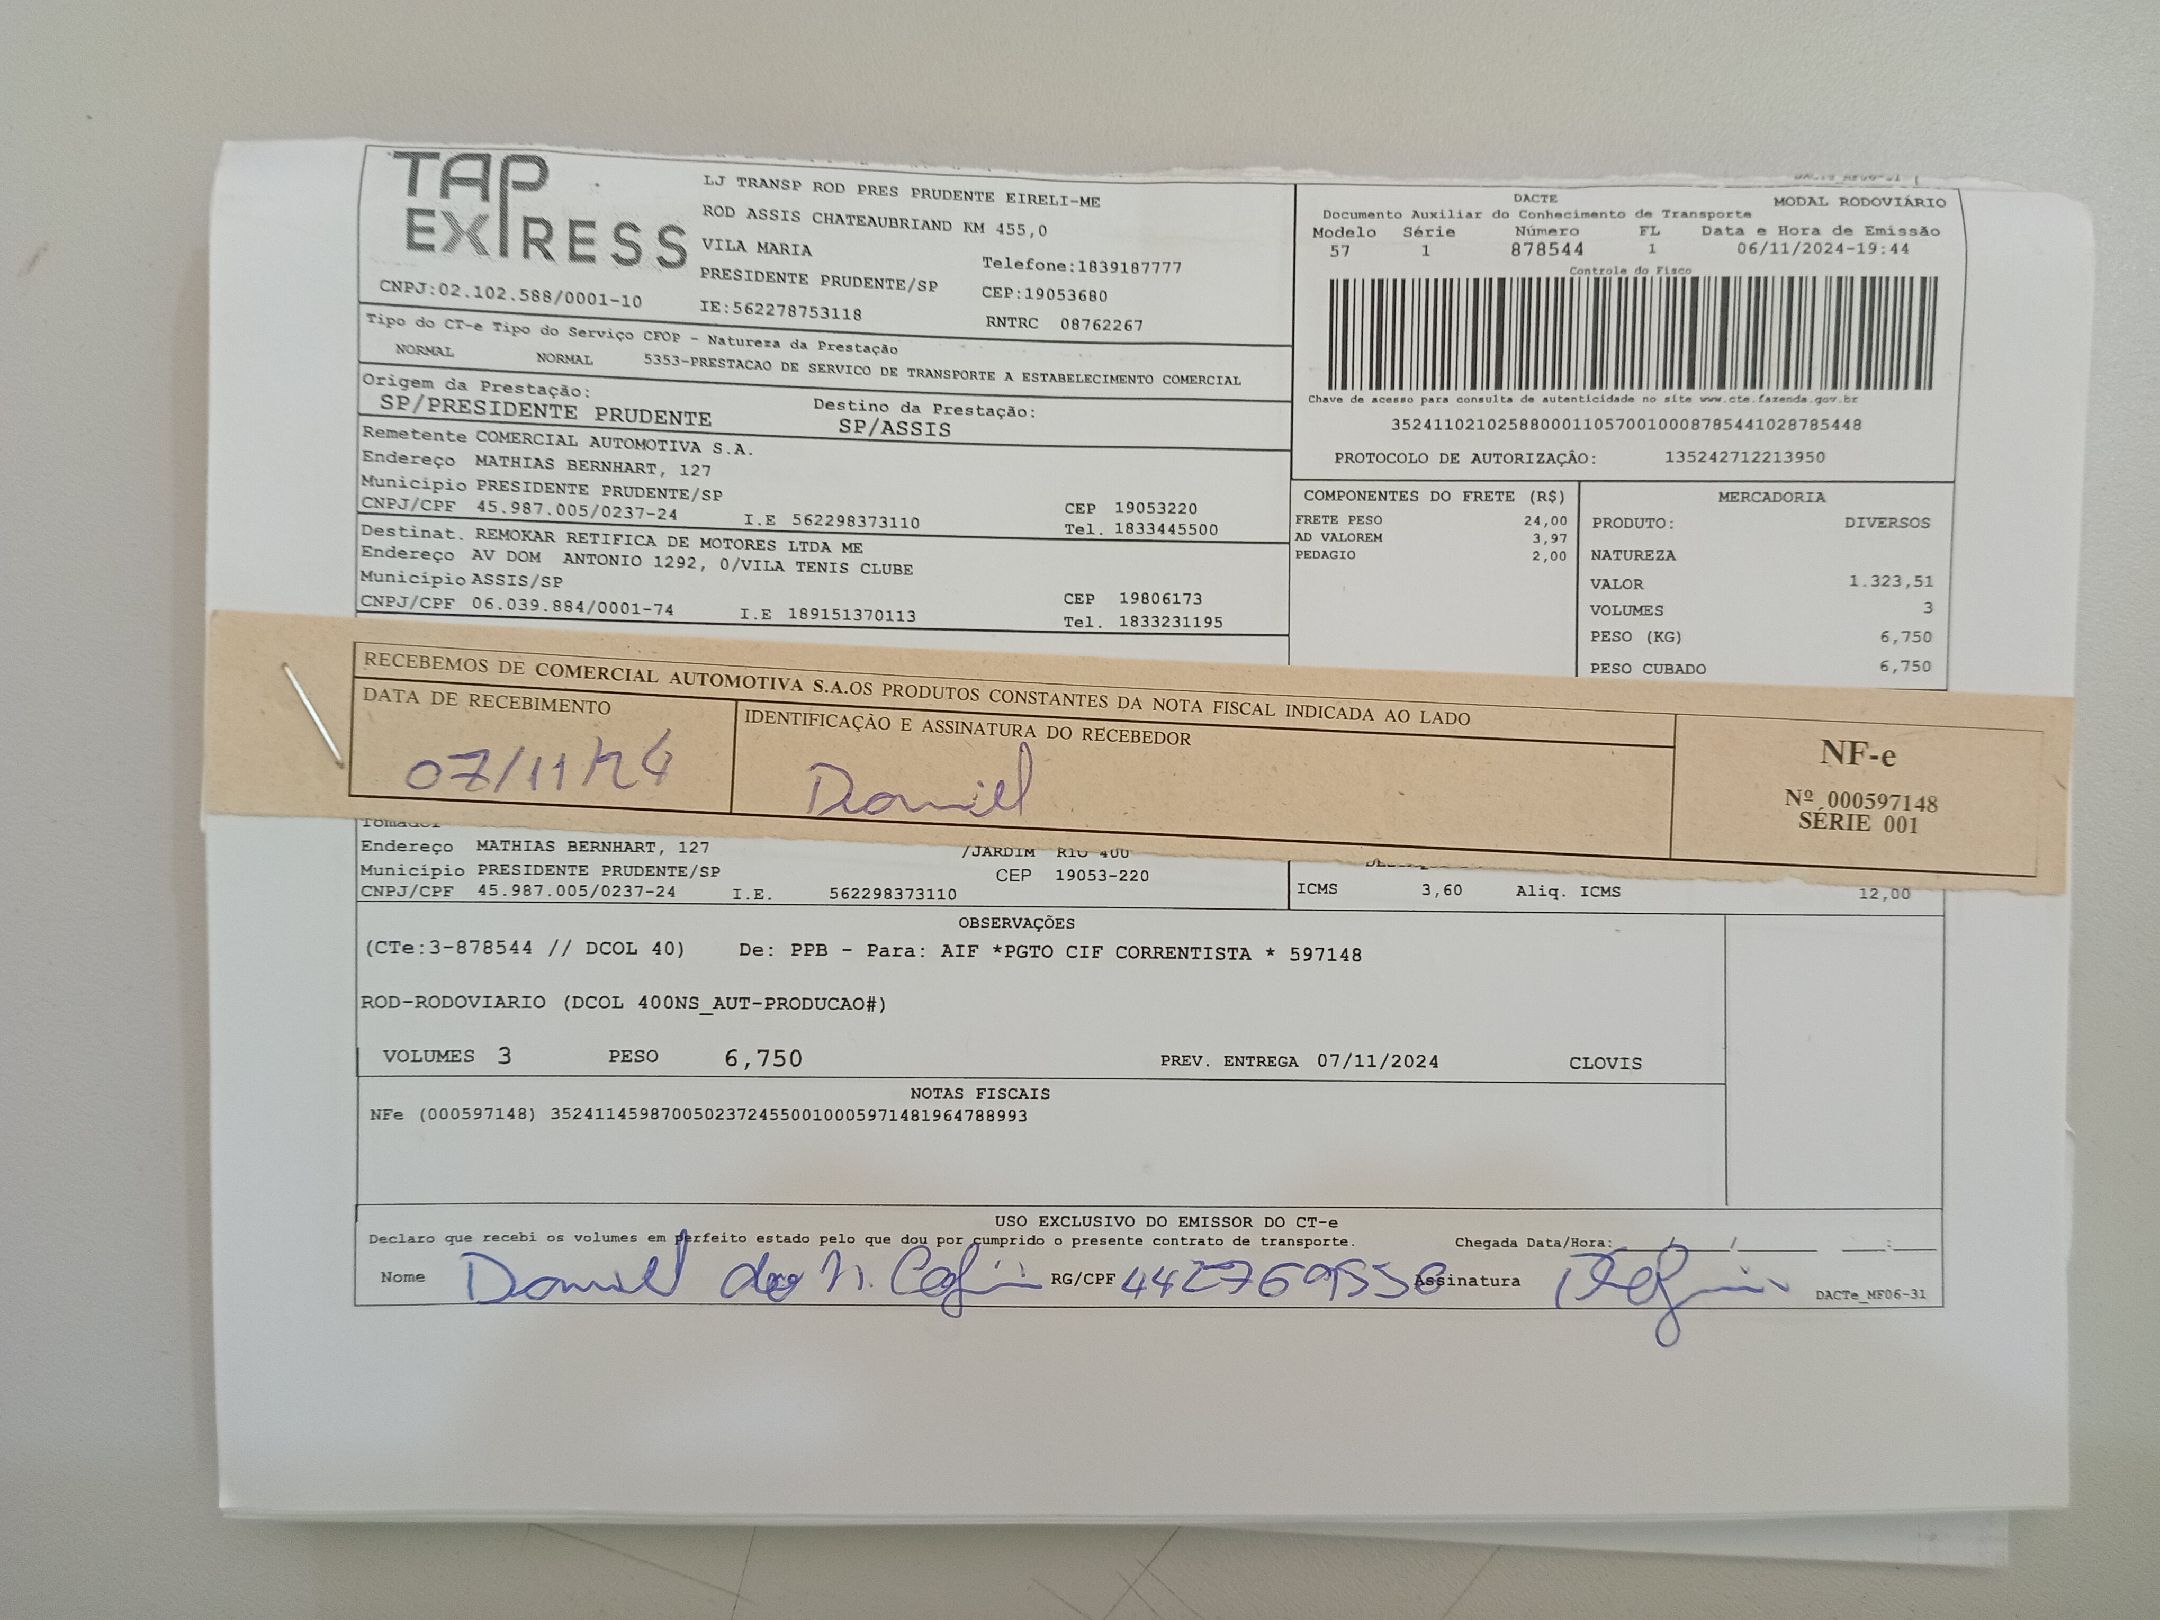 TAP EXPRESS
CNPJ:02.102.588/0001-10
LJ TRANSP ROD PRES PRUDENTE EIRELI-ME
ROD ASSIS CHATEAUBRIAND KM 455,0
VILA MARIA
Telefone:1839187777
PRESIDENTE PRUDENTE/SP CEP:19053680
IE:562278753118 RNTRC 08762267
DACTE MODAL RODOVIÁRIO
Documento Auxiliar do Conhecimento de Transporte
Modelo Série Número FL Data e Hora de Emissão
57 1 878544 1 06/11/2024-19:44
Controle do Fisco
Chave de acesso para consulta de autenticidade no site www.cte.fazenda.gov.br
35241102102588000110570010008785441028785448
PROTOCOLO DE AUTORIZAÇÂO: 135242712213950
Tipo do CT-e Tipo do Serviço CFOP - Natureza da Prestação
NORMAL NORMAL 5353-PRESTACAO DE SERVICO DE TRANSPORTE A ESTABELECIMENTO COMERCIAL
Origem da Prestação: Destino da Prestação:
SP/PRESIDENTE PRUDENTE SP/ASSIS
Remetente COMERCIAL AUTOMOTIVA S.A.
Endereço MATHIAS BERNHART, 127
Município PRESIDENTE PRUDENTE/SP CEP 19053220
CNPJ/CPF 45.987.005/0237-24 I.E 562298373110 Tel. 1833445500
Destinat. REMOKAR RETIFICA DE MOTORES LTDA ME
Endereço AV DOM ANTONIO 1292, 0/VILA TENIS CLUBE
Município ASSIS/SP CEP 19806173
CNPJ/CPF 06.039.884/0001-74 I.E 189151370113 Tel. 1833231195
COMPONENTES DO FRETE (R$)
FRETE PESO 24,00
AD VALOREM 3,97
PEDAGIO 2,00
MERCADORIA
PRODUTO: DIVERSOS
NATUREZA
VALOR 1.323,51
VOLUMES 3
PESO (KG) 6,750
PESO CUBADO 6,750
RECEBEMOS DE COMERCIAL AUTOMOTIVA S.A.OS PRODUTOS CONSTANTES DA NOTA FISCAL INDICADA AO LADO
DATA DE RECEBIMENTO IDENTIFICAÇÃO E ASSINATURA DO RECEBEDOR
07/11/24 Daniel
NF-e
Nº 000597148
SÉRIE 001
Tomador
Endereço MATHIAS BERNHART, 127 /JARDIM RIO 400
Município PRESIDENTE PRUDENTE/SP CEP 19053-220
CNPJ/CPF 45.987.005/0237-24 I.E. 562298373110
ICMS 3,60 Aliq. ICMS 12,00
OBSERVAÇÕES
(CTe:3-878544 // DCOL 40) De: PPB - Para: AIF *PGTO CIF CORRENTISTA * 597148
ROD-RODOVIARIO (DCOL 400NS_AUT-PRODUCAO#)
VOLUMES 3 PESO 6,750 PREV. ENTREGA 07/11/2024 CLOVIS
NOTAS FISCAIS
NFe (000597148) 35241145987005023724550010005971481964788993
USO EXCLUSIVO DO EMISSOR DO CT-e
Declaro que recebi os volumes em perfeito estado pelo que dou por cumprido o presente contrato de transporte. Chegada Data/Hora: / / :
Nome Daniel dos N. RG/CPF 442769556 Assinatura
DACTe_MF06-31